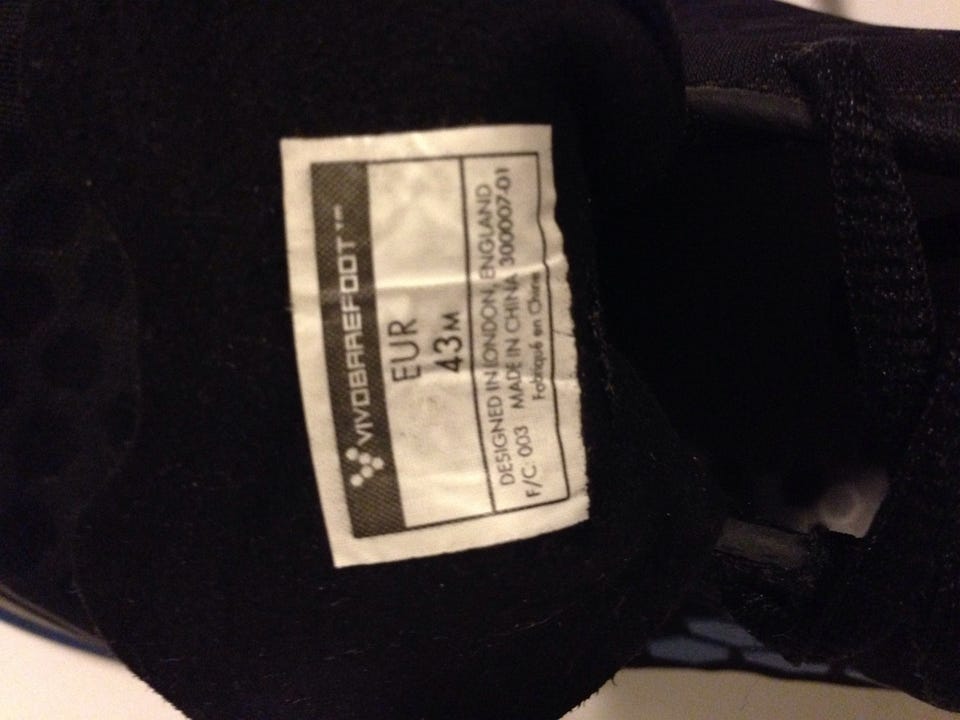 VIVOBAREFOOT™
EUR
43M
DESIGNED IN LONDON, ENGLAND
F/C: 003 MADE IN CHINA 300007-01
Fabriqué en Chine